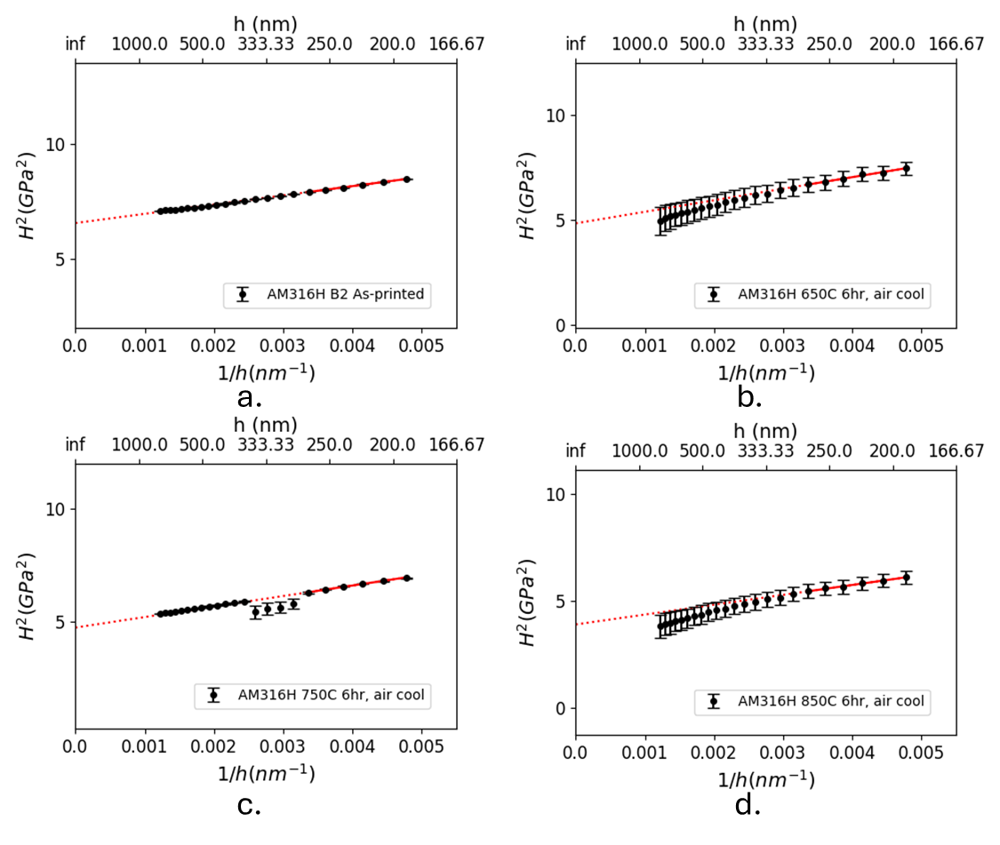 h (nm)
inf 1000.0 500.0 333.33 250.0 200.0 166.67
10
5
H²(GPa²)
AM316H B2 As-printed
0.0 0.001 0.002 0.003 0.004 0.005
1/h(nm⁻¹)
a.
h (nm)
inf 1000.0 500.0 333.33 250.0 200.0 166.67
10
5
0
H²(GPa²)
AM316H 650C 6hr, air cool
0.0 0.001 0.002 0.003 0.004 0.005
1/h(nm⁻¹)
b.
h (nm)
inf 1000.0 500.0 333.33 250.0 200.0 166.67
10
5
H²(GPa²)
AM316H 750C 6hr, air cool
0.0 0.001 0.002 0.003 0.004 0.005
1/h(nm⁻¹)
c.
h (nm)
inf 1000.0 500.0 333.33 250.0 200.0 166.67
10
5
0
H²(GPa²)
AM316H 850C 6hr, air cool
0.0 0.001 0.002 0.003 0.004 0.005
1/h(nm⁻¹)
d.